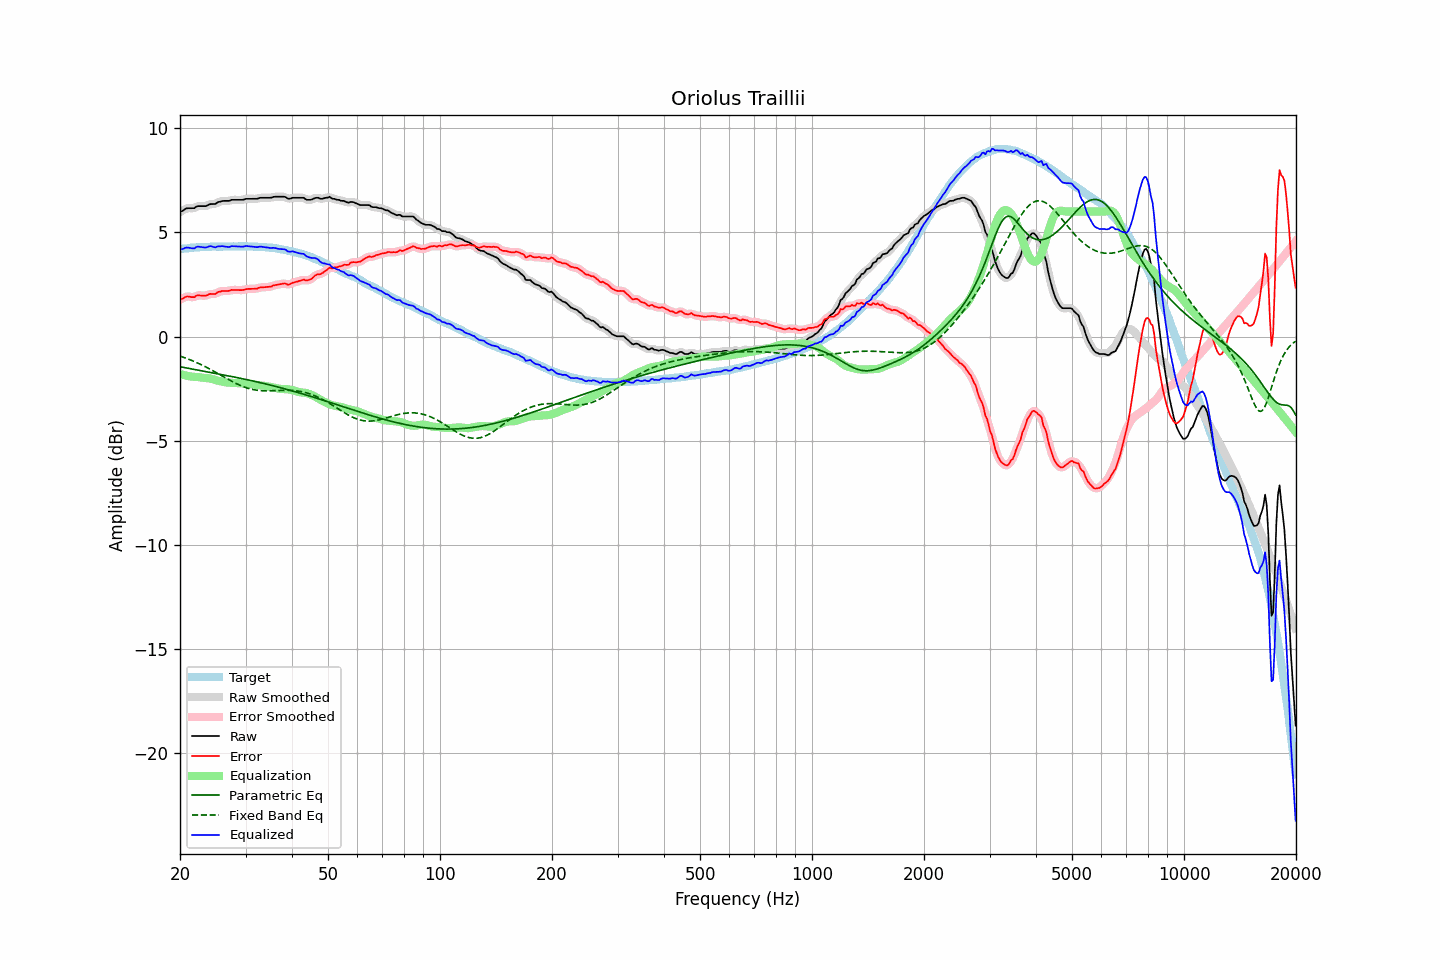 Oriolus Traillii
Amplitude (dBr)
10
5
0
−5
−10
−15
−20
Target
Raw Smoothed
Error Smoothed
Raw
Error
Equalization
Parametric Eq
Fixed Band Eq
Equalized
20 50 100 200 500 1000 2000 5000 10000 20000
Frequency (Hz)